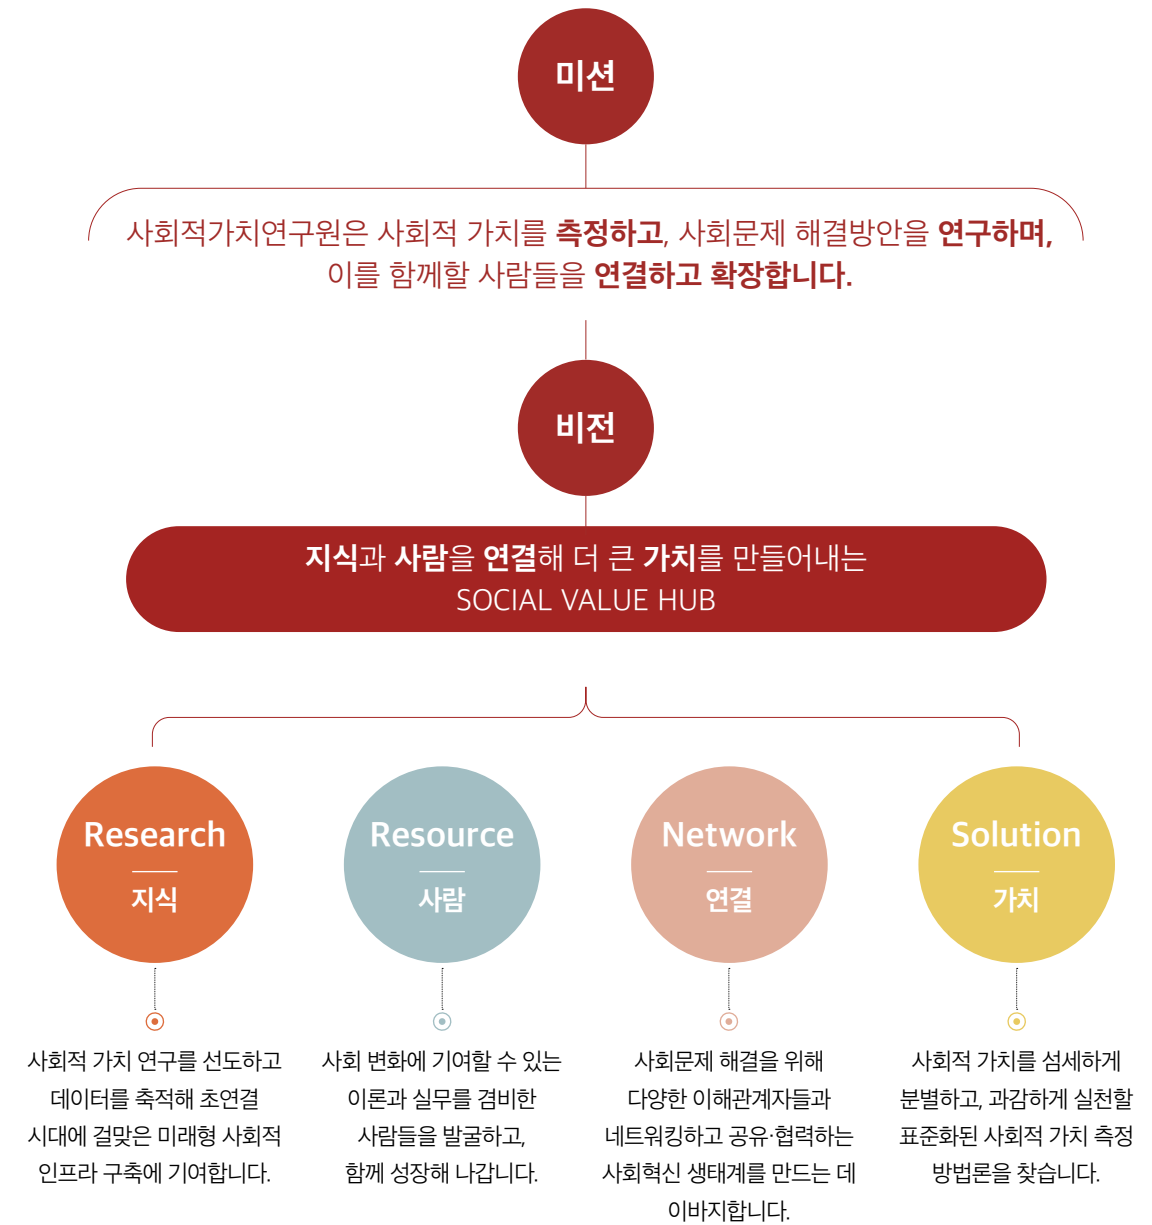 미션
사회적가치연구원은 사회적 가치를 측정하고, 사회문제 해결방안을 연구하며,
이를 함께할 사람들을 연결하고 확장합니다.
비전
지식과 사람을 연결해 더 큰 가치를 만들어내는
SOCIAL VALUE HUB
Research
지식
사회적 가치 연구를 선도하고
데이터를 축적해 초연결
시대에 걸맞은 미래형 사회적
인프라 구축에 기여합니다.
Resource
사람
사회 변화에 기여할 수 있는
이론과 실무를 겸비한
사람들을 발굴하고,
함께 성장해 나갑니다.
Network
연결
사회문제 해결을 위해
다양한 이해관계자들과
네트워킹하고 공유·협력하는
사회혁신 생태계를 만드는 데
이바지합니다.
Solution
가치
사회적 가치를 섬세하게
분별하고, 과감하게 실천할
표준화된 사회적 가치 측정
방법론을 찾습니다.